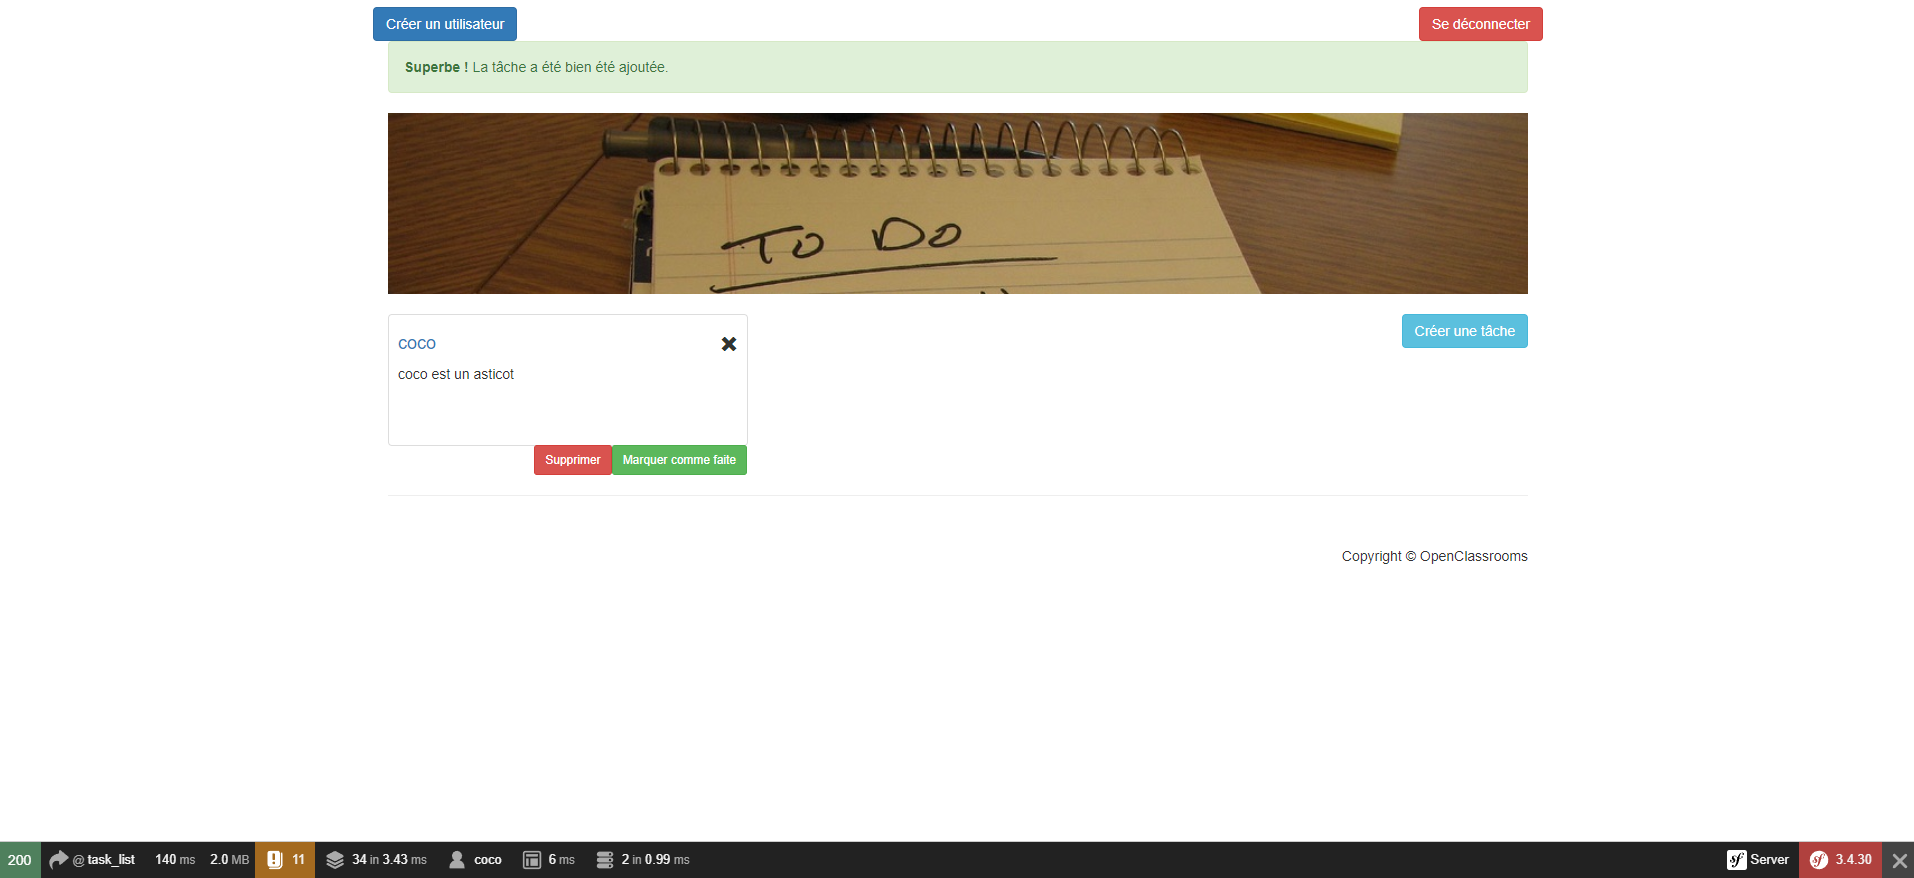 Créer un utilisateur
Se déconnecter
Superbe ! La tâche a été bien été ajoutée.
To Do
coco
Créer une tâche
coco est un asticot
Supprimer
Marquer comme faite
Copyright © OpenClassrooms
200 @ task_list 140 ms 2.0 MB 11 34 in 3.43 ms coco 6 ms 2 in 0.99 ms sf Server sf 3.4.30